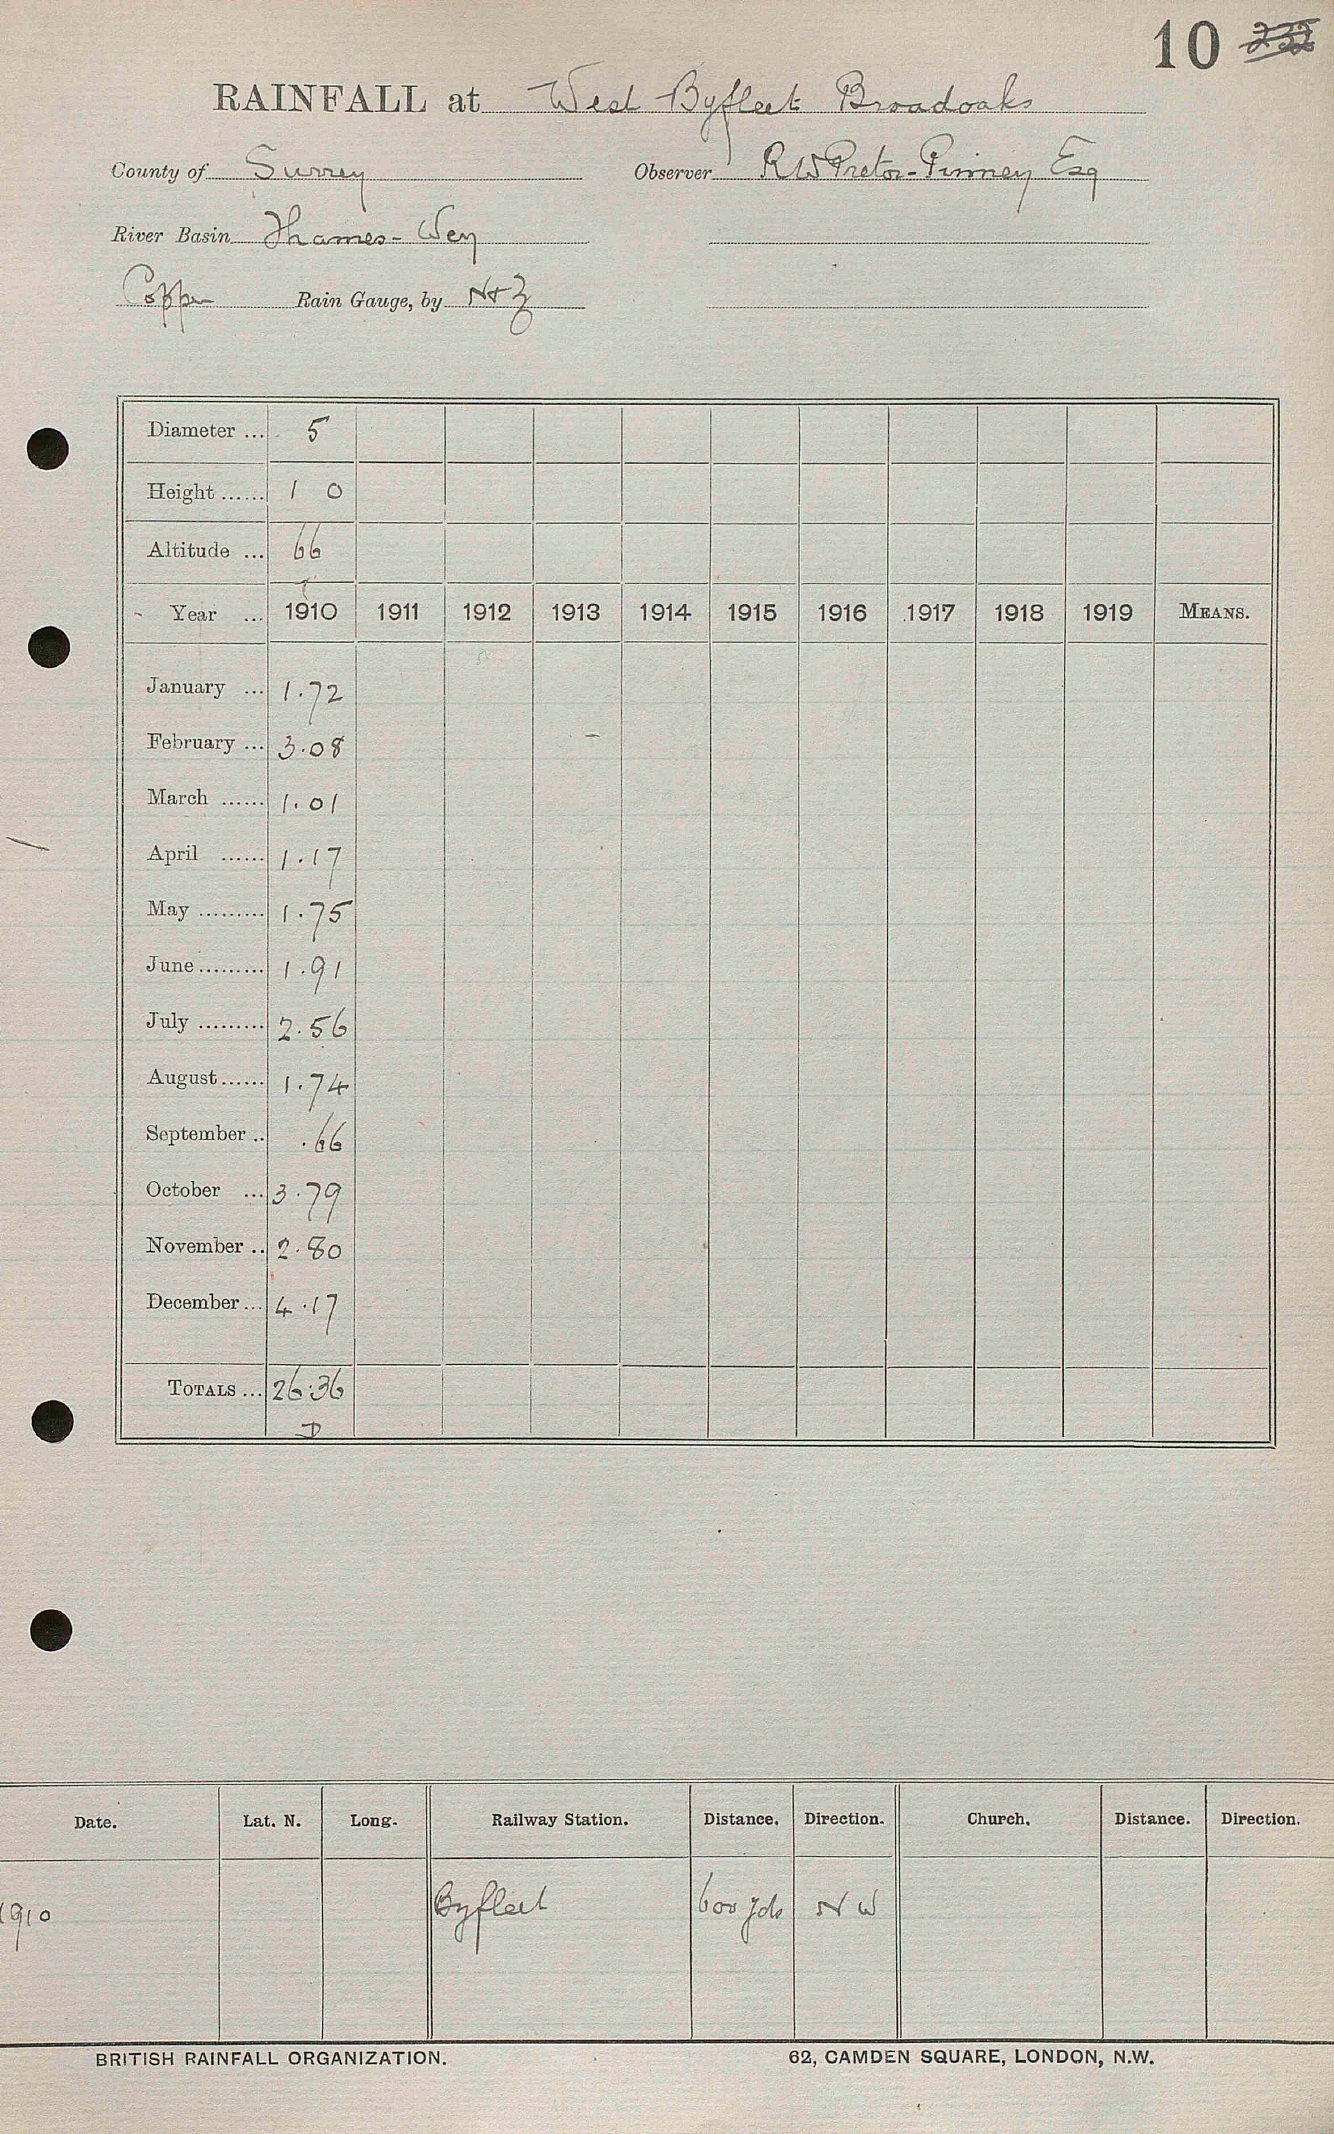 10 232
RAINFALL at West Byfleet Broadoaks
County of Surrey Observer R W Pretor-Pinney Esq
River Basin Thames - Wey
Copper Rain Gauge, by N+Z
Diameter ... 5
Height ...... 1 0
Altitude ... 66
Year ... 1910 1911 1912 1913 1914 1915 1916 1917 1918 1919 MEANS.
January ... 1.72
February ... 3.08
March ...... 1.01
April ...... 1.17
May ......... 1.75
June ......... 1.91
July ......... 2.56
August ...... 1.74
September .. .66
October ... 3.79
November .. 2.80
December ... 4.17
TOTALS ... 26.36
D
Date. Lat. N. Long. Railway Station. Distance. Direction. Church. Distance. Direction.
1910 Byfleet 600 yds N W
BRITISH RAINFALL ORGANIZATION. 62, CAMDEN SQUARE, LONDON, N.W.